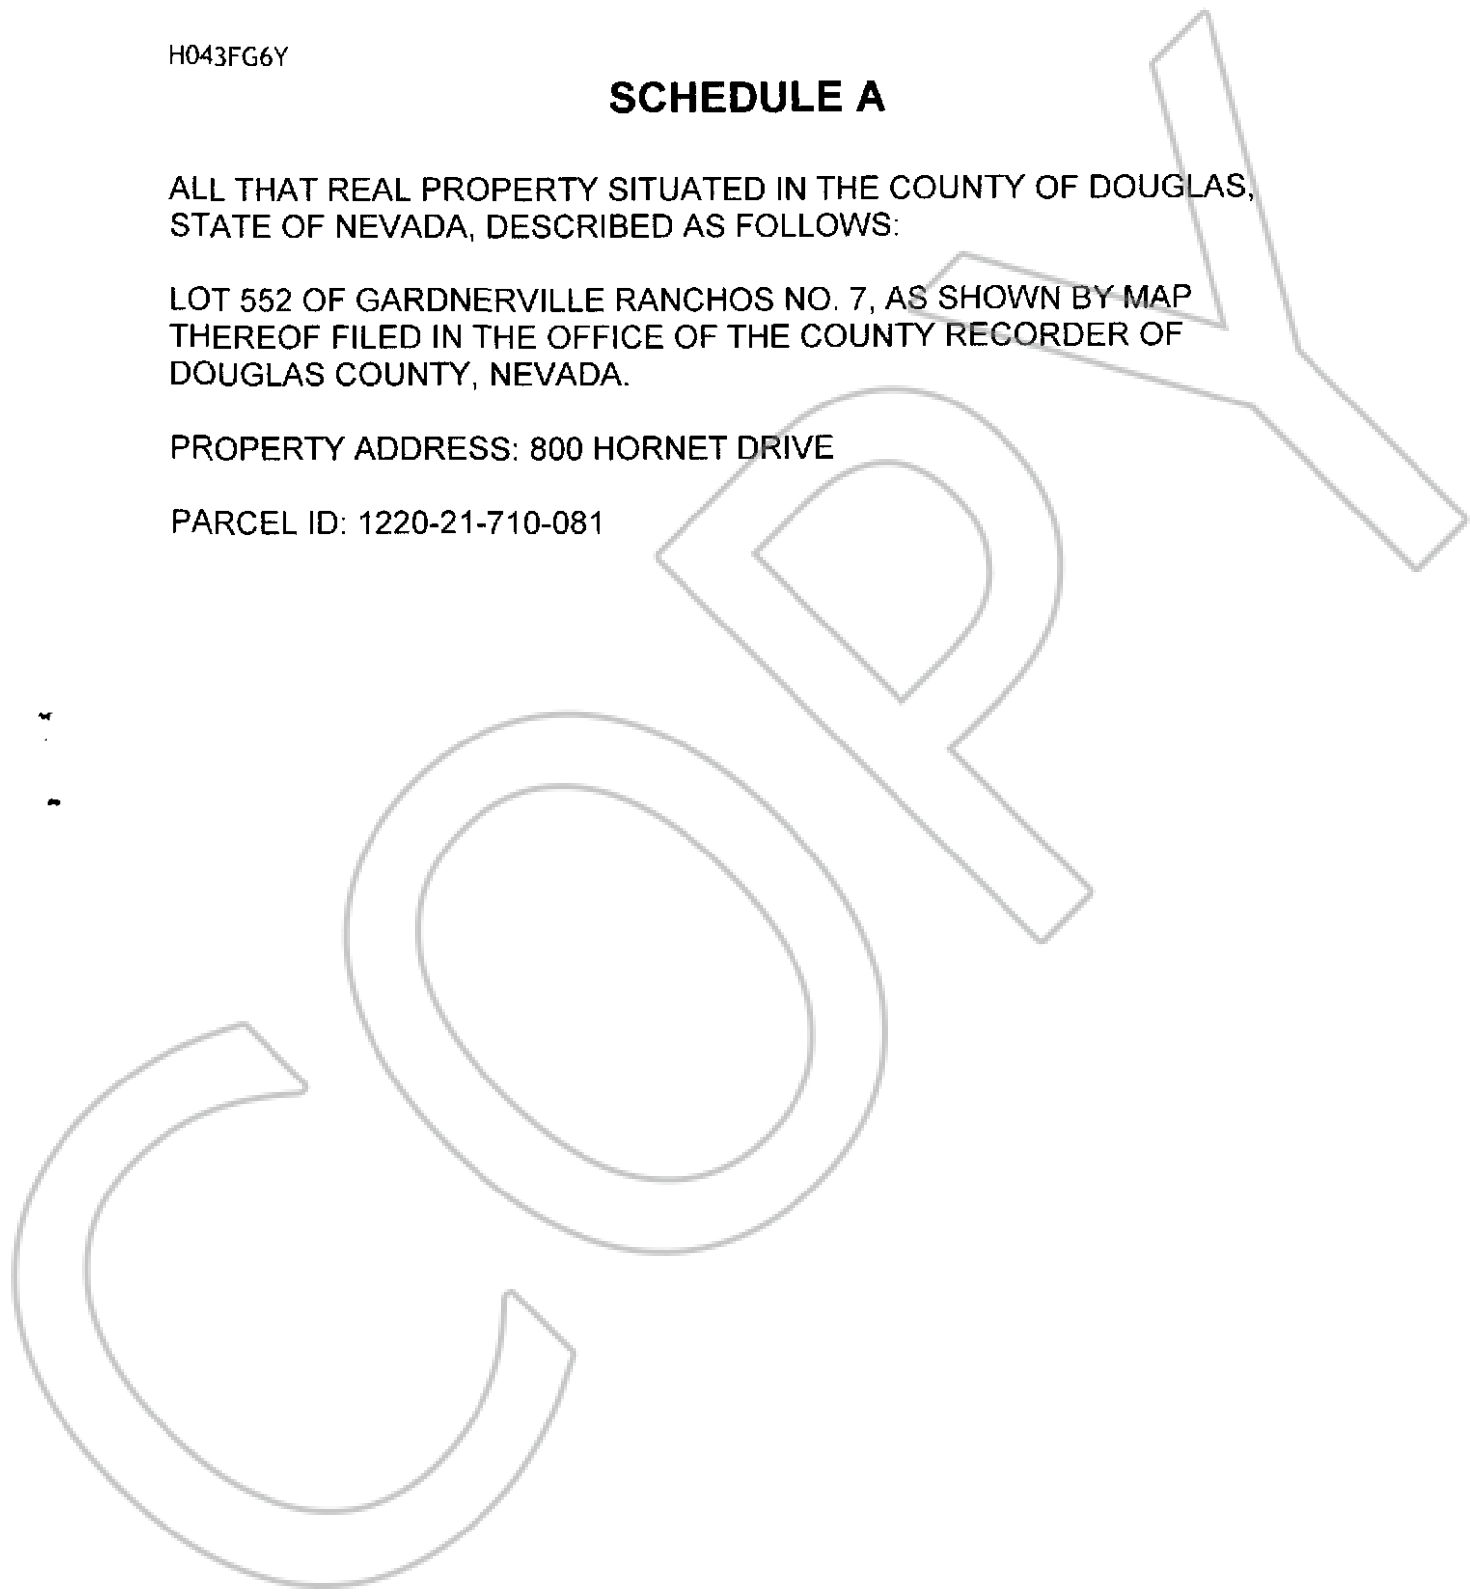 H043FG6Y
SCHEDULE A
ALL THAT REAL PROPERTY SITUATED IN THE COUNTY OF DOUGLAS,
STATE OF NEVADA, DESCRIBED AS FOLLOWS:
LOT 552 OF GARDNERVILLE RANCHOS NO. 7, AS SHOWN BY MAP
THEREOF FILED IN THE OFFICE OF THE COUNTY RECORDER OF
DOUGLAS COUNTY, NEVADA.
PROPERTY ADDRESS: 800 HORNET DRIVE
PARCEL ID: 1220-21-710-081
COPY